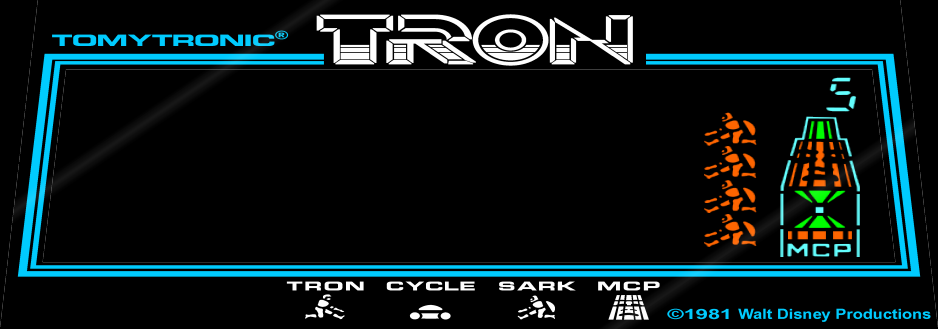 TOMYTRONIC® TRON
5
MCP
TRON CYCLE SARK MCP
©1981 Walt Disney Productions